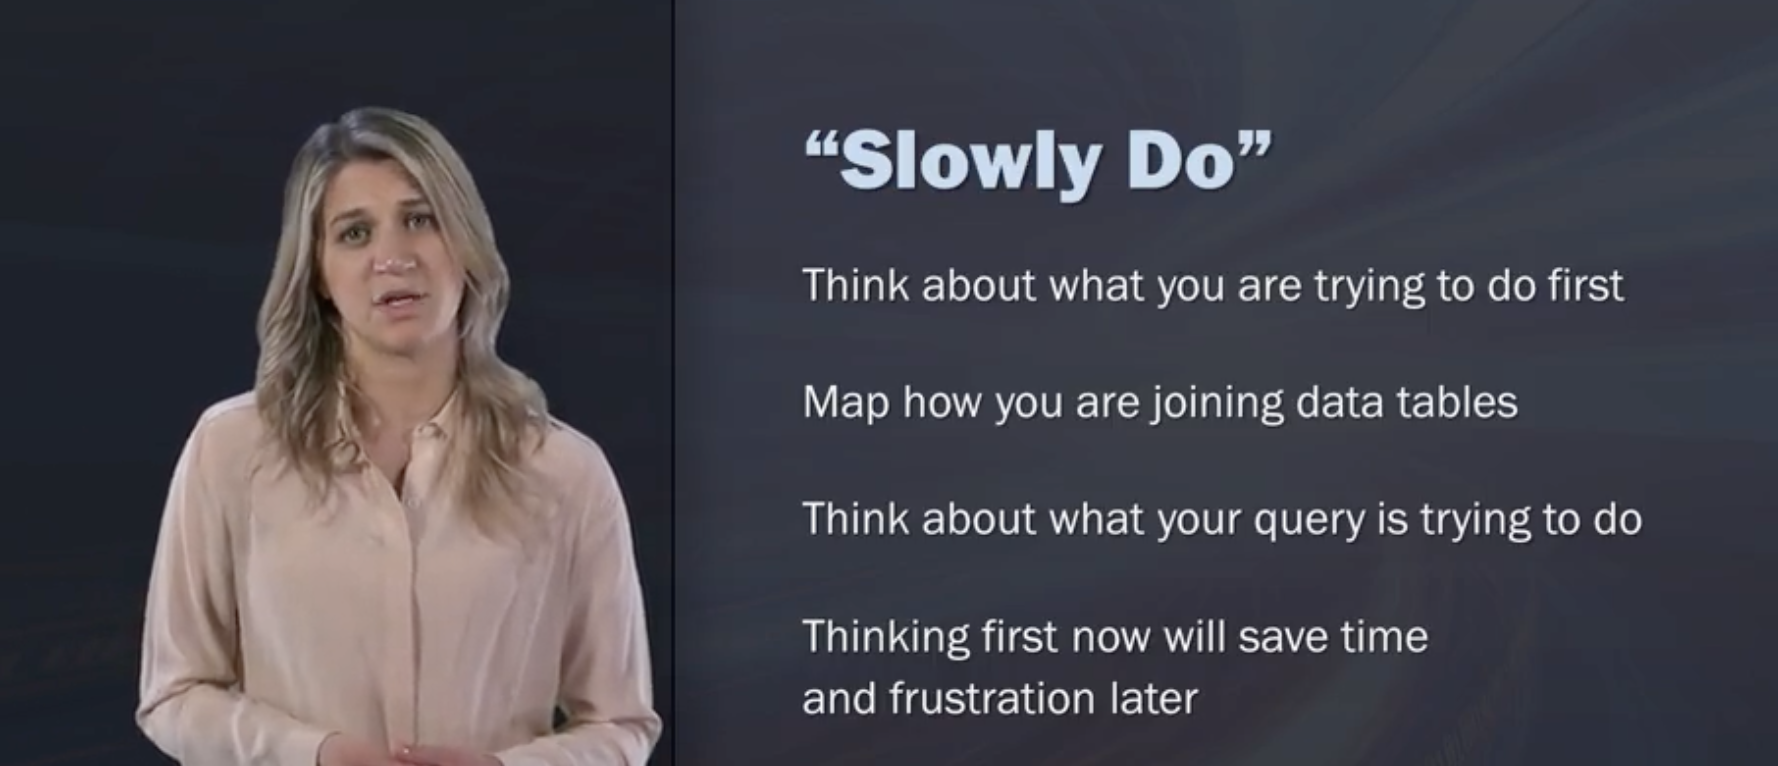 “Slowly Do”
Think about what you are trying to do first
Map how you are joining data tables
Think about what your query is trying to do
Thinking first now will save time
and frustration later